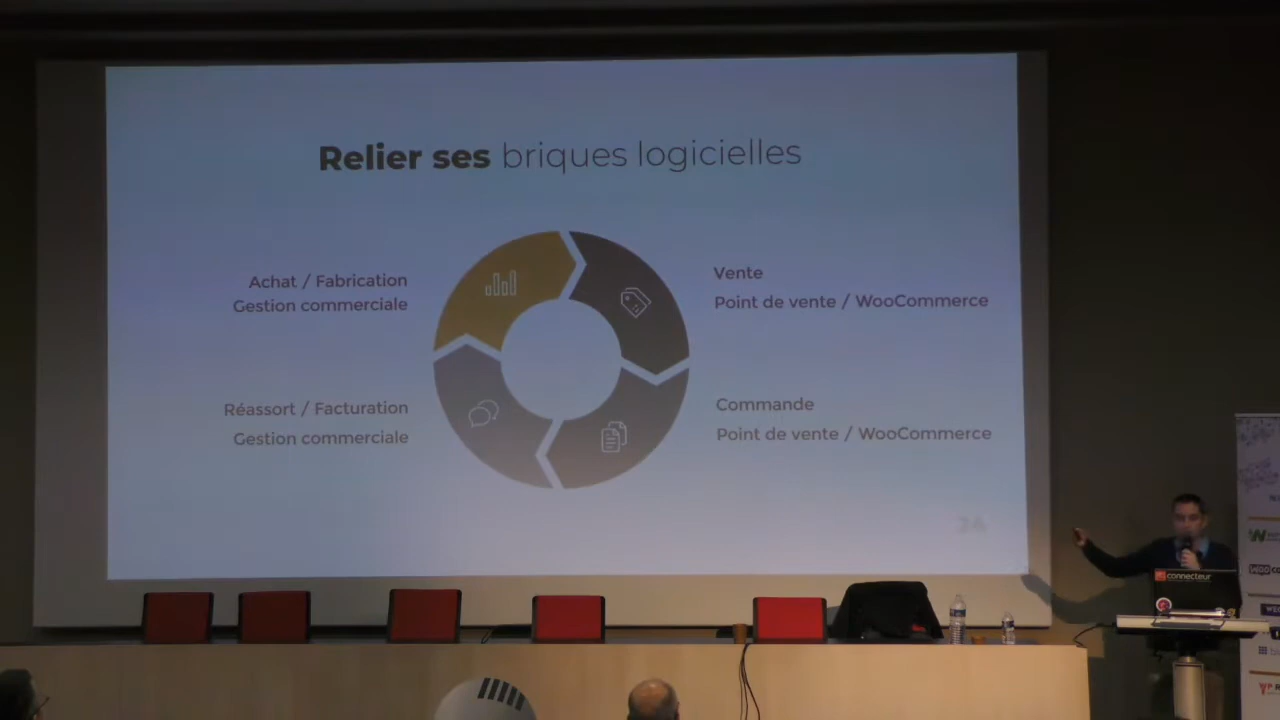 Relier ses briques logicielles
Achat / Fabrication
Gestion commerciale
Vente
Point de vente / WooCommerce
Réassort / Facturation
Gestion commerciale
Commande
Point de vente / WooCommerce
24
connecteur